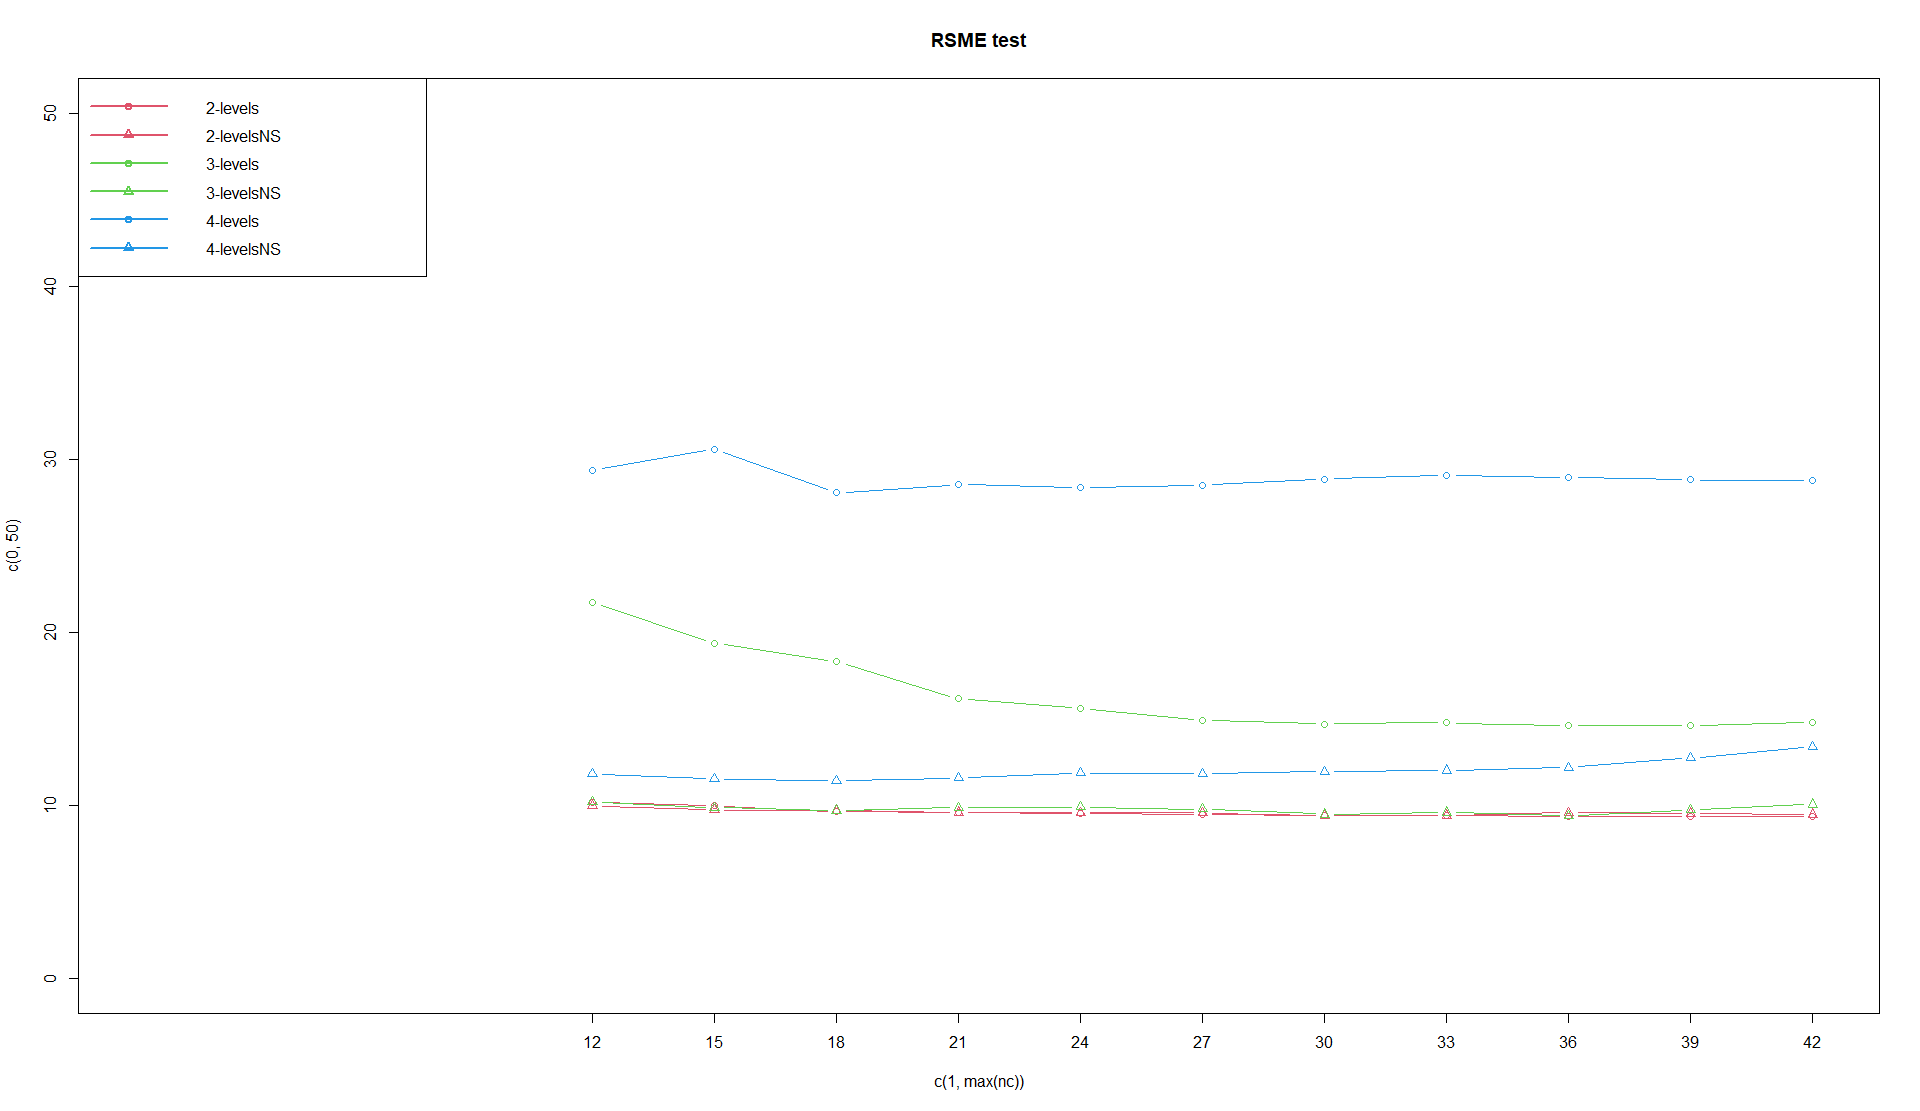 RSME test
2-levels
2-levelsNS
3-levels
3-levelsNS
4-levels
4-levelsNS
50
40
30
20
10
0
c(0, 50)
12 15 18 21 24 27 30 33 36 39 42
c(1, max(nc))